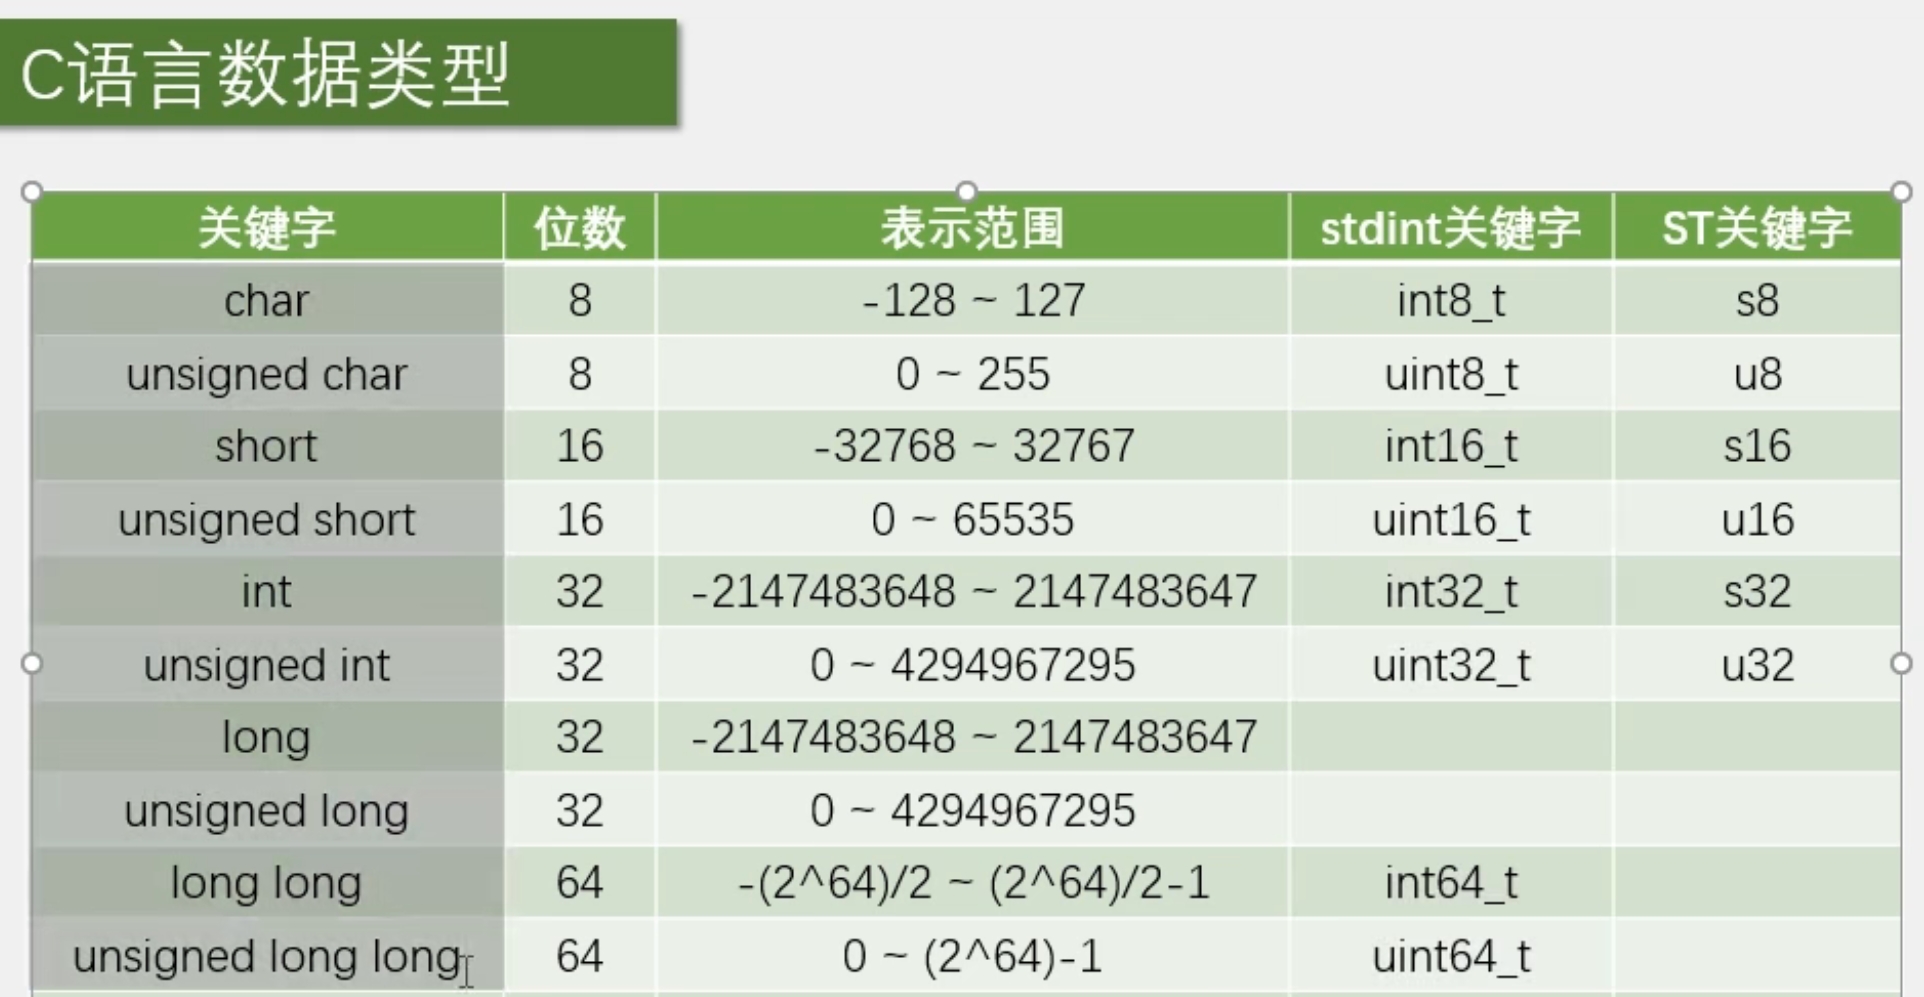 C语言数据类型
关键字 位数 表示范围 stdint关键字 ST关键字
char 8 -128 ~ 127 int8_t s8
unsigned char 8 0 ~ 255 uint8_t u8
short 16 -32768 ~ 32767 int16_t s16
unsigned short 16 0 ~ 65535 uint16_t u16
int 32 -2147483648 ~ 2147483647 int32_t s32
unsigned int 32 0 ~ 4294967295 uint32_t u32
long 32 -2147483648 ~ 2147483647
unsigned long 32 0 ~ 4294967295
long long 64 -(2^64)/2 ~ (2^64)/2-1 int64_t
unsigned long long 64 0 ~ (2^64)-1 uint64_t